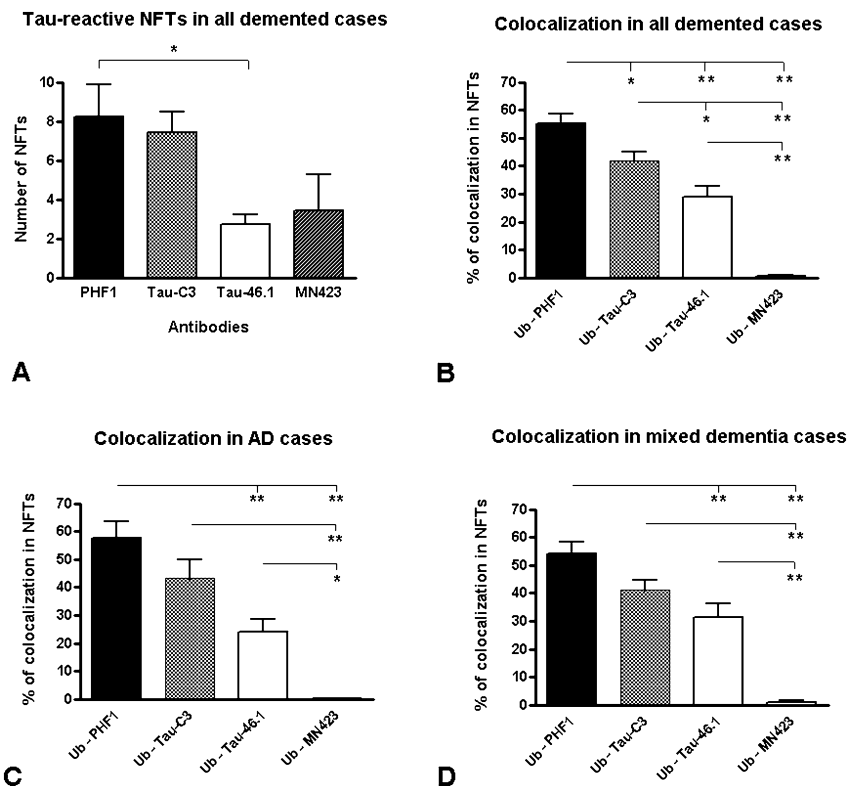 Tau-reactive NFTs in all demented cases
*
Number of NFTs
10
8
6
4
2
0
PHF1 Tau-C3 Tau-46.1 MN423
Antibodies
A
Colocalization in all demented cases
* ** **
* **
**
% of colocalization in NFTs
70
60
50
40
30
20
10
0
Ub - PHF1
Ub - Tau-C3
Ub - Tau-46.1
Ub - MN423
B
Colocalization in AD cases
** **
**
*
% of colocalization in NFTs
70
60
50
40
30
20
10
0
Ub - PHF1
Ub - Tau-C3
Ub - Tau-46.1
Ub - MN423
C
Colocalization in mixed dementia cases
** **
**
**
% of colocalization in NFTs
70
60
50
40
30
20
10
0
Ub - PHF1
Ub - Tau-C3
Ub - Tau-46.1
Ub - MN423
D